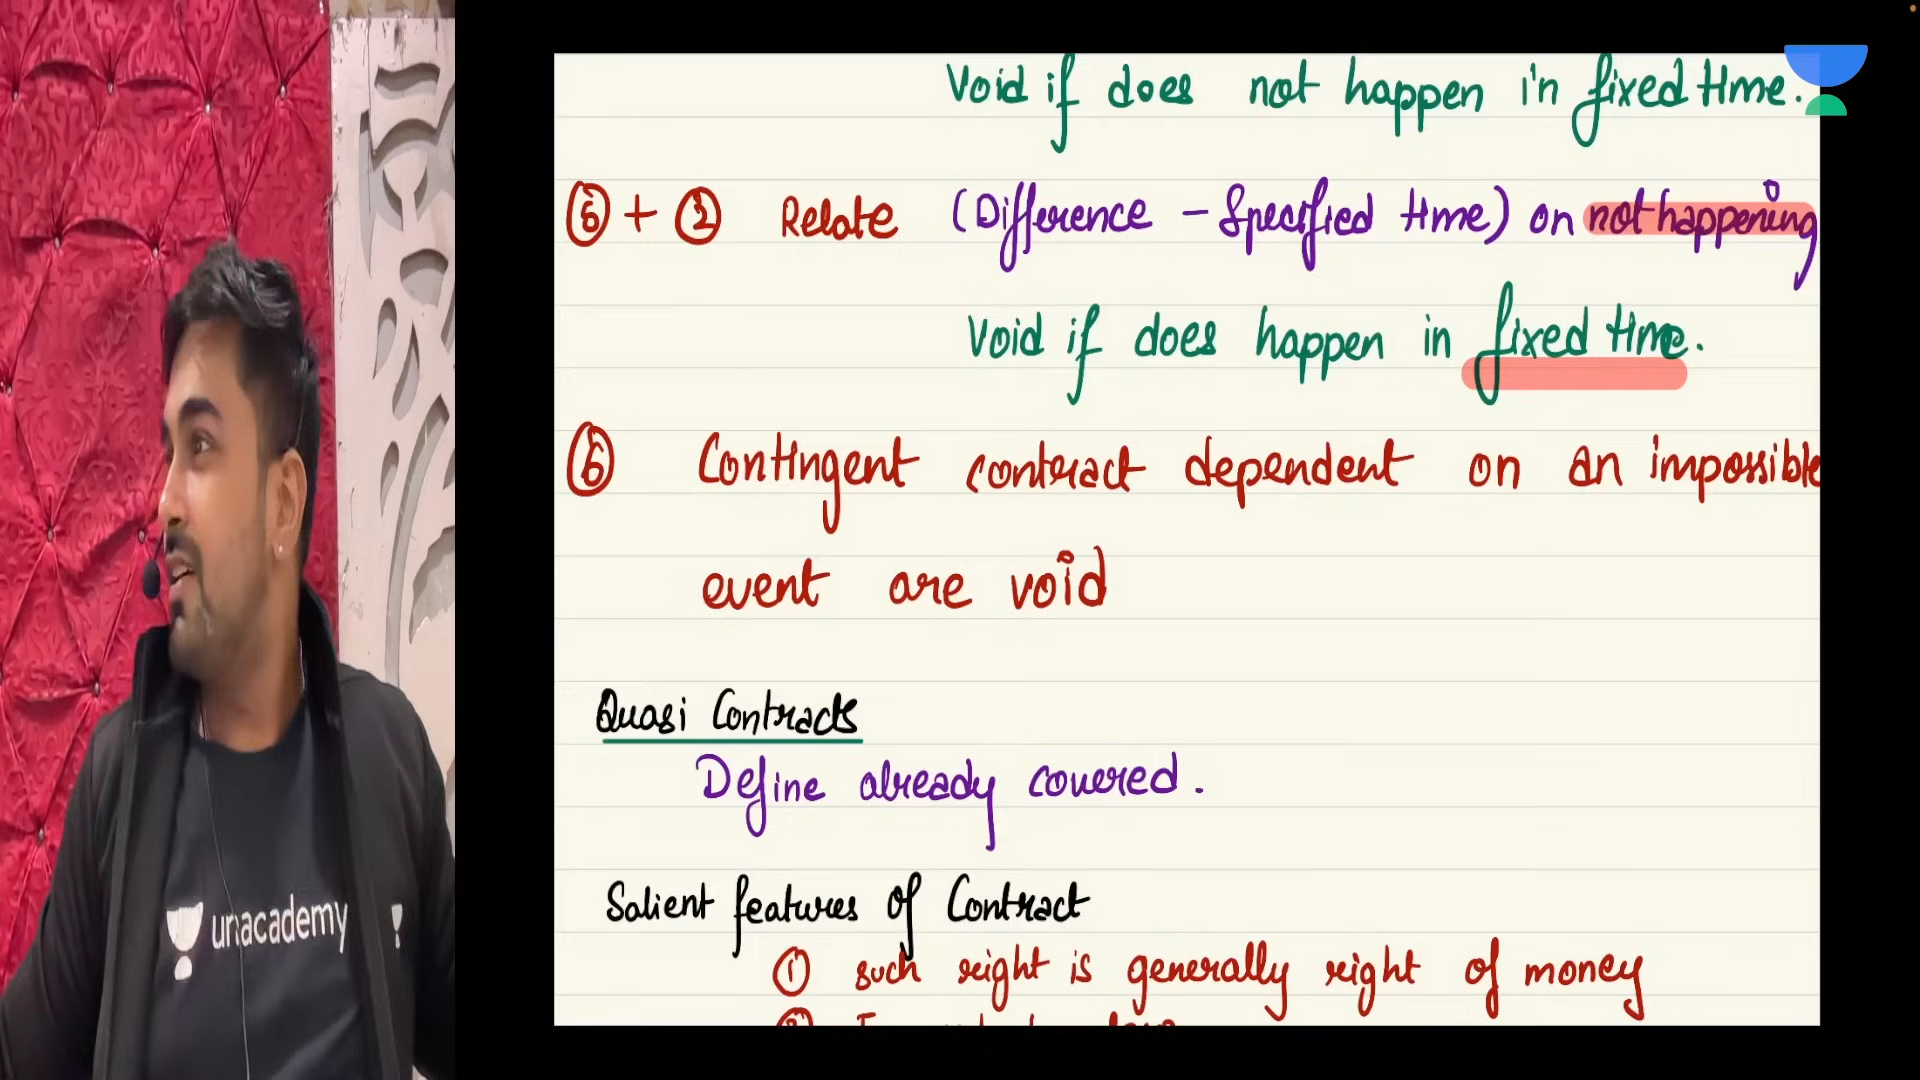 Void if does not happen in fixed time.
⑤ + ② Relate (Difference - Specified time) on not happening
Void if does happen in fixed time.
⑥ Contingent contract dependent on an impossible
event are void
Quasi Contracts
Define already covered.
Salient features of Contract
① such right is generally right of money
unacademy